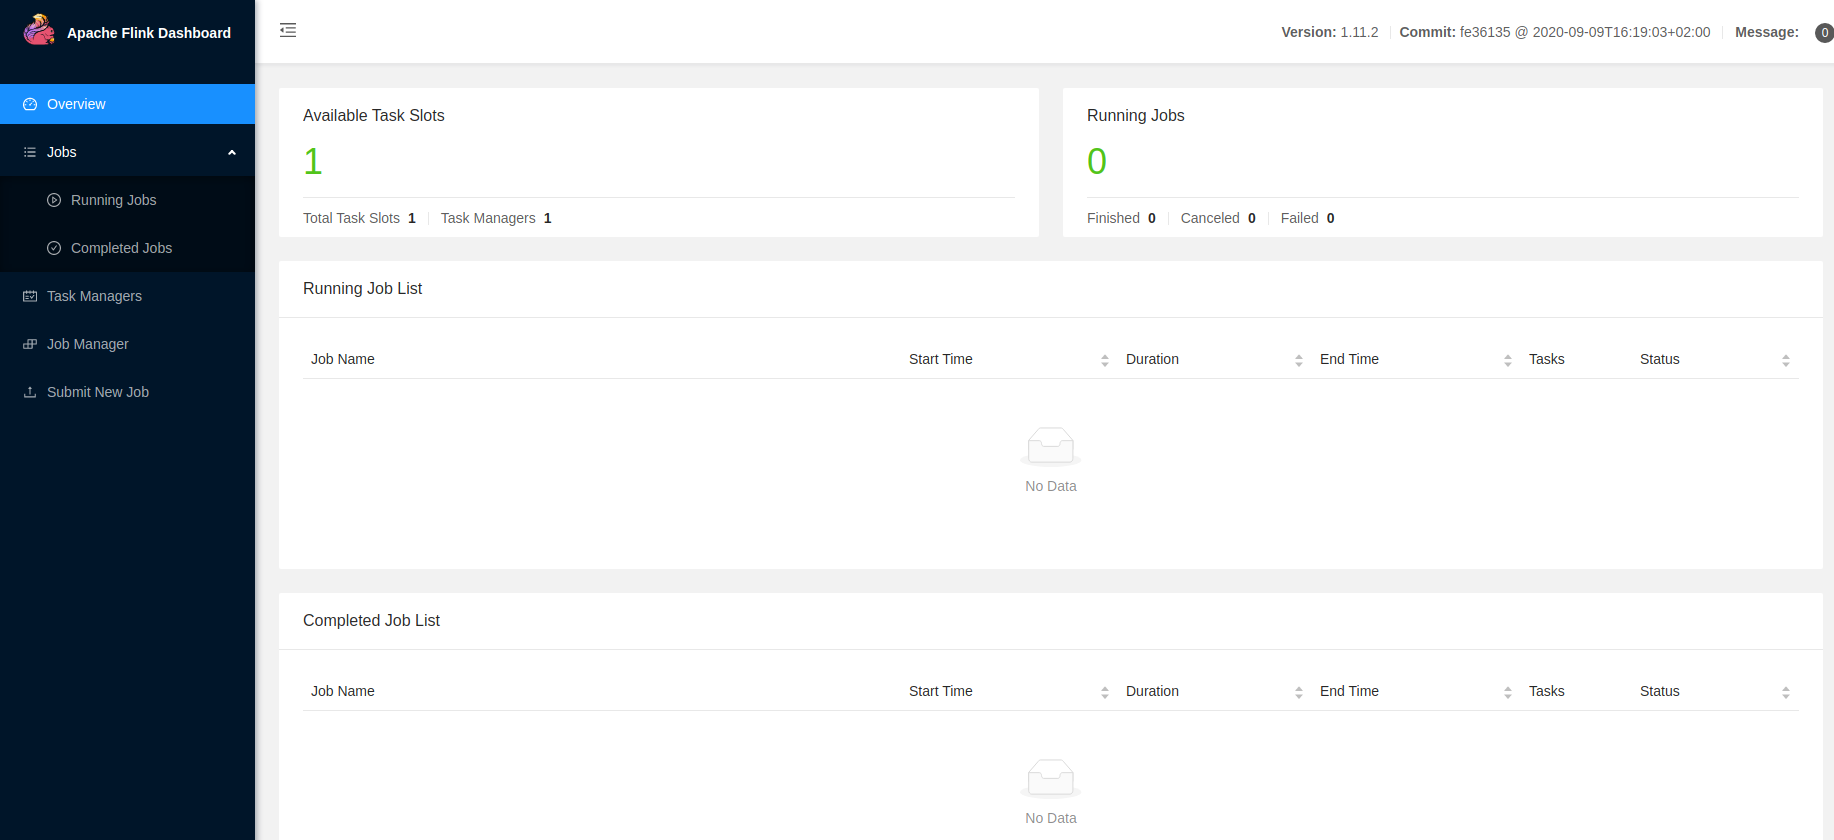 Apache Flink Dashboard
Version: 1.11.2 Commit: fe36135 @ 2020-09-09T16:19:03+02:00 Message: 0
Overview
Jobs
Running Jobs
Completed Jobs
Task Managers
Job Manager
Submit New Job
Available Task Slots
1
Total Task Slots 1 Task Managers 1
Running Jobs
0
Finished 0 Canceled 0 Failed 0
Running Job List
Job Name Start Time Duration End Time Tasks Status
No Data
Completed Job List
Job Name Start Time Duration End Time Tasks Status
No Data